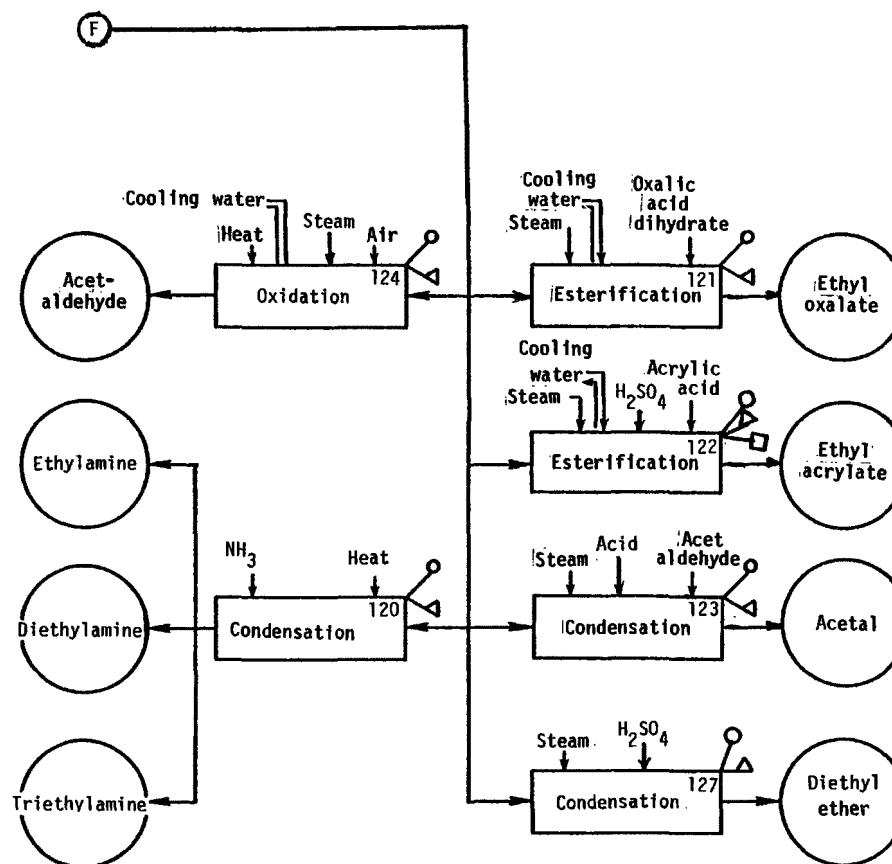 F
Cooling water
Heat
Steam
Air
124
Oxidation
Acet-
aldehyde
Cooling
water
Steam
Oxalic
acid
dihydrate
121
Esterification
Ethyl
oxalate
Cooling
water
Steam
H2SO4
Acrylic
acid
122
Esterification
Ethyl
acrylate
Ethylamine
NH3
Heat
120
Condensation
Diethylamine
Triethylamine
Steam
Acid
Acet
aldehyde
123
Condensation
Acetal
Steam
H2SO4
127
Condensation
Diethyl
ether